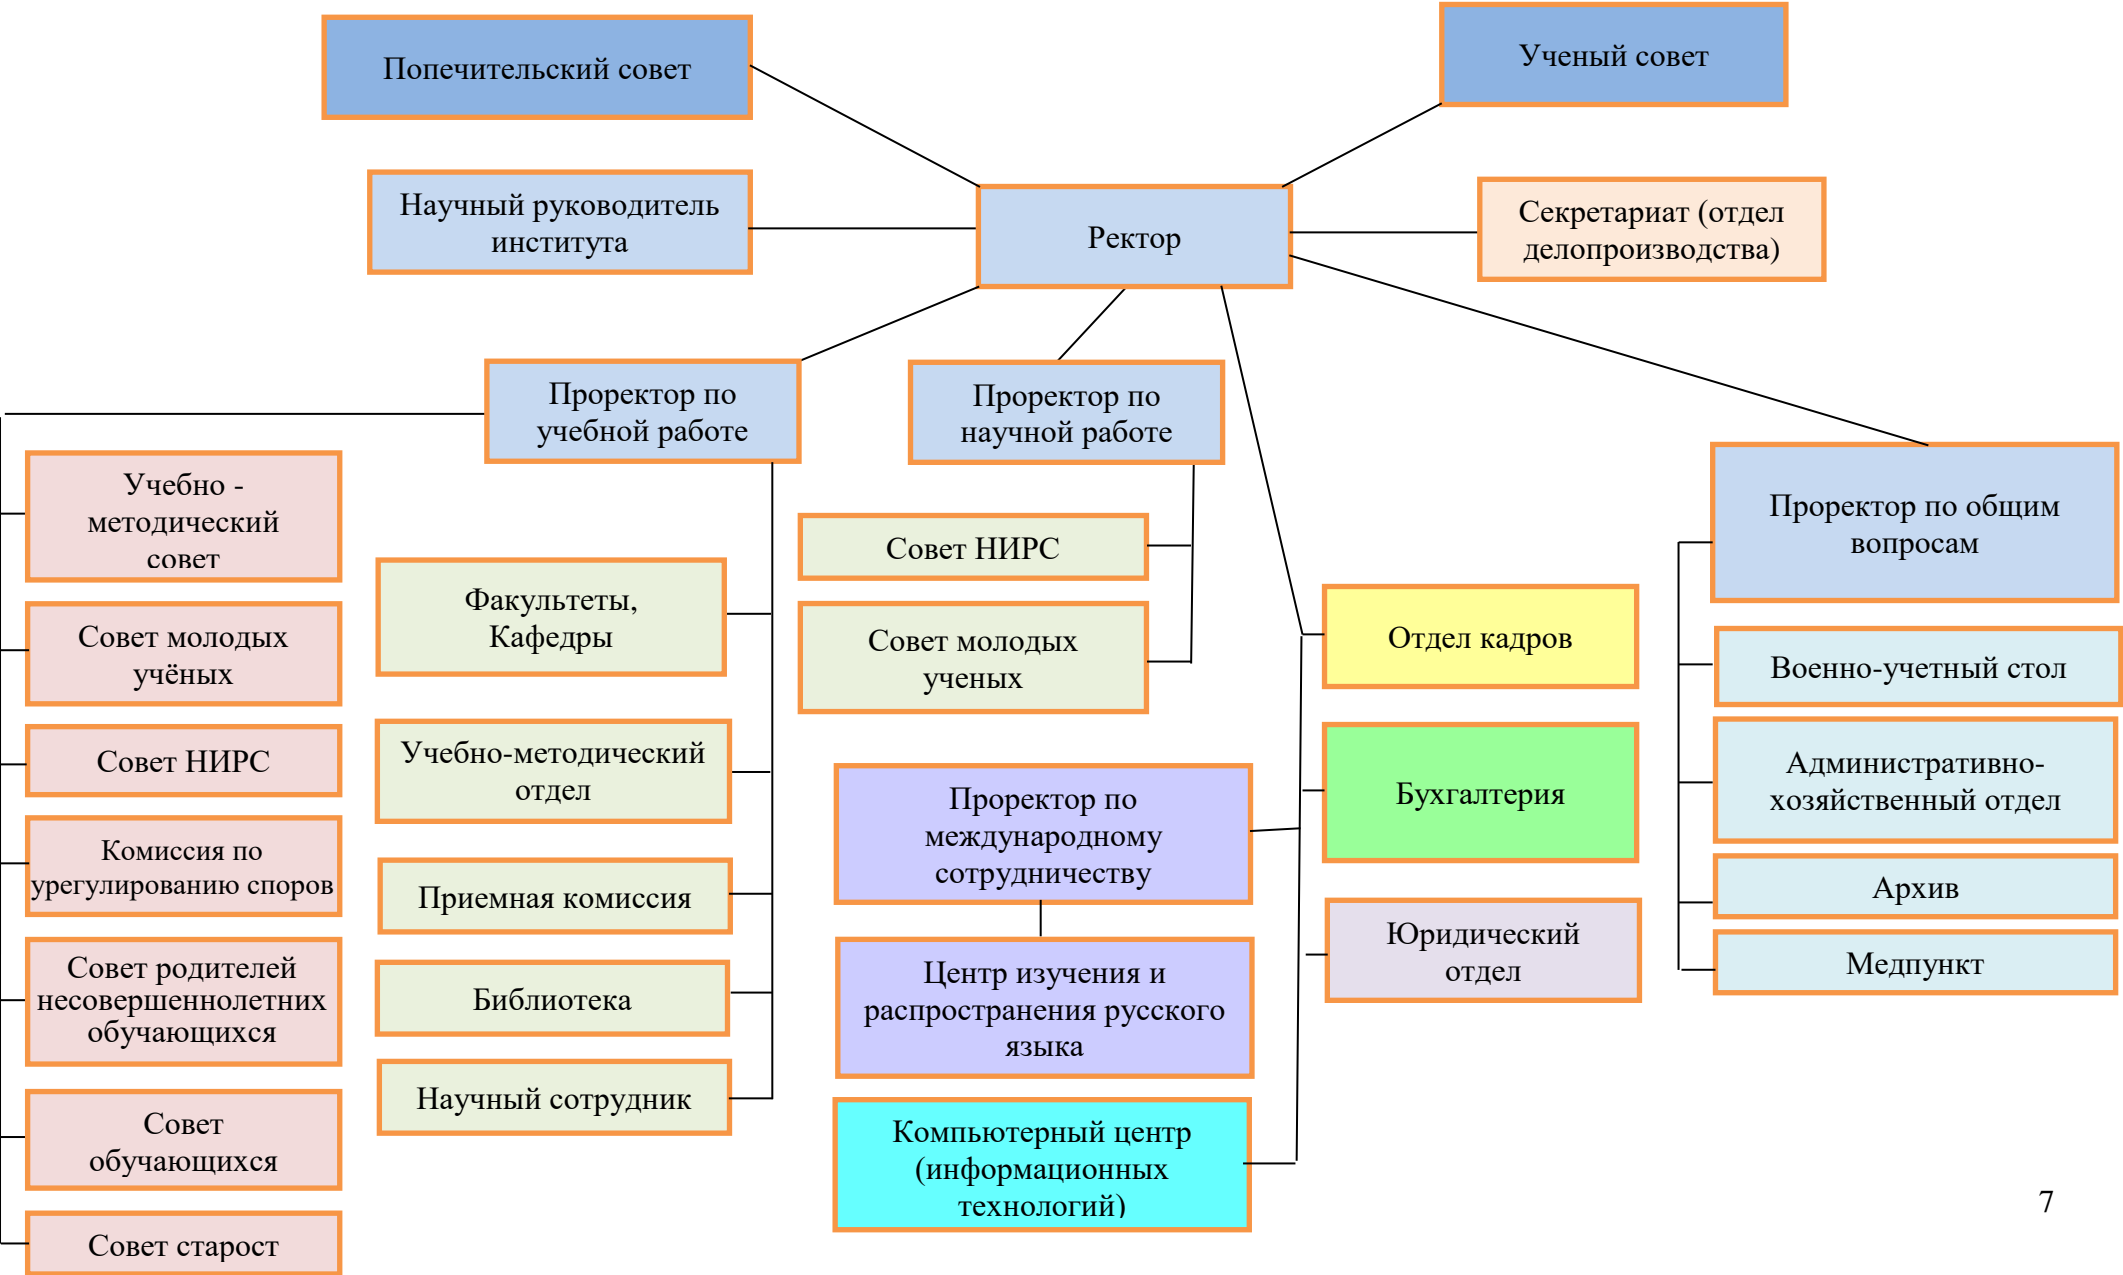 Попечительский совет
Ученый совет
Научный руководитель
института
Ректор
Секретариат (отдел
делопроизводства)
Проректор по
учебной работе
Проректор по
научной работе
Проректор по общим
вопросам
Учебно -
методический
совет
Совет молодых
учёных
Совет НИРС
Комиссия по
урегулированию споров
Совет родителей
несовершеннолетних
обучающихся
Совет
обучающихся
Совет старост
Факультеты,
Кафедры
Учебно-методический
отдел
Приемная комиссия
Библиотека
Научный сотрудник
Совет НИРС
Совет молодых
ученых
Проректор по
международному
сотрудничеству
Центр изучения и
распространения русского
языка
Компьютерный центр
(информационных
технологий)
Отдел кадров
Бухгалтерия
Юридический
отдел
Военно-учетный стол
Административно-
хозяйственный отдел
Архив
Медпункт
7